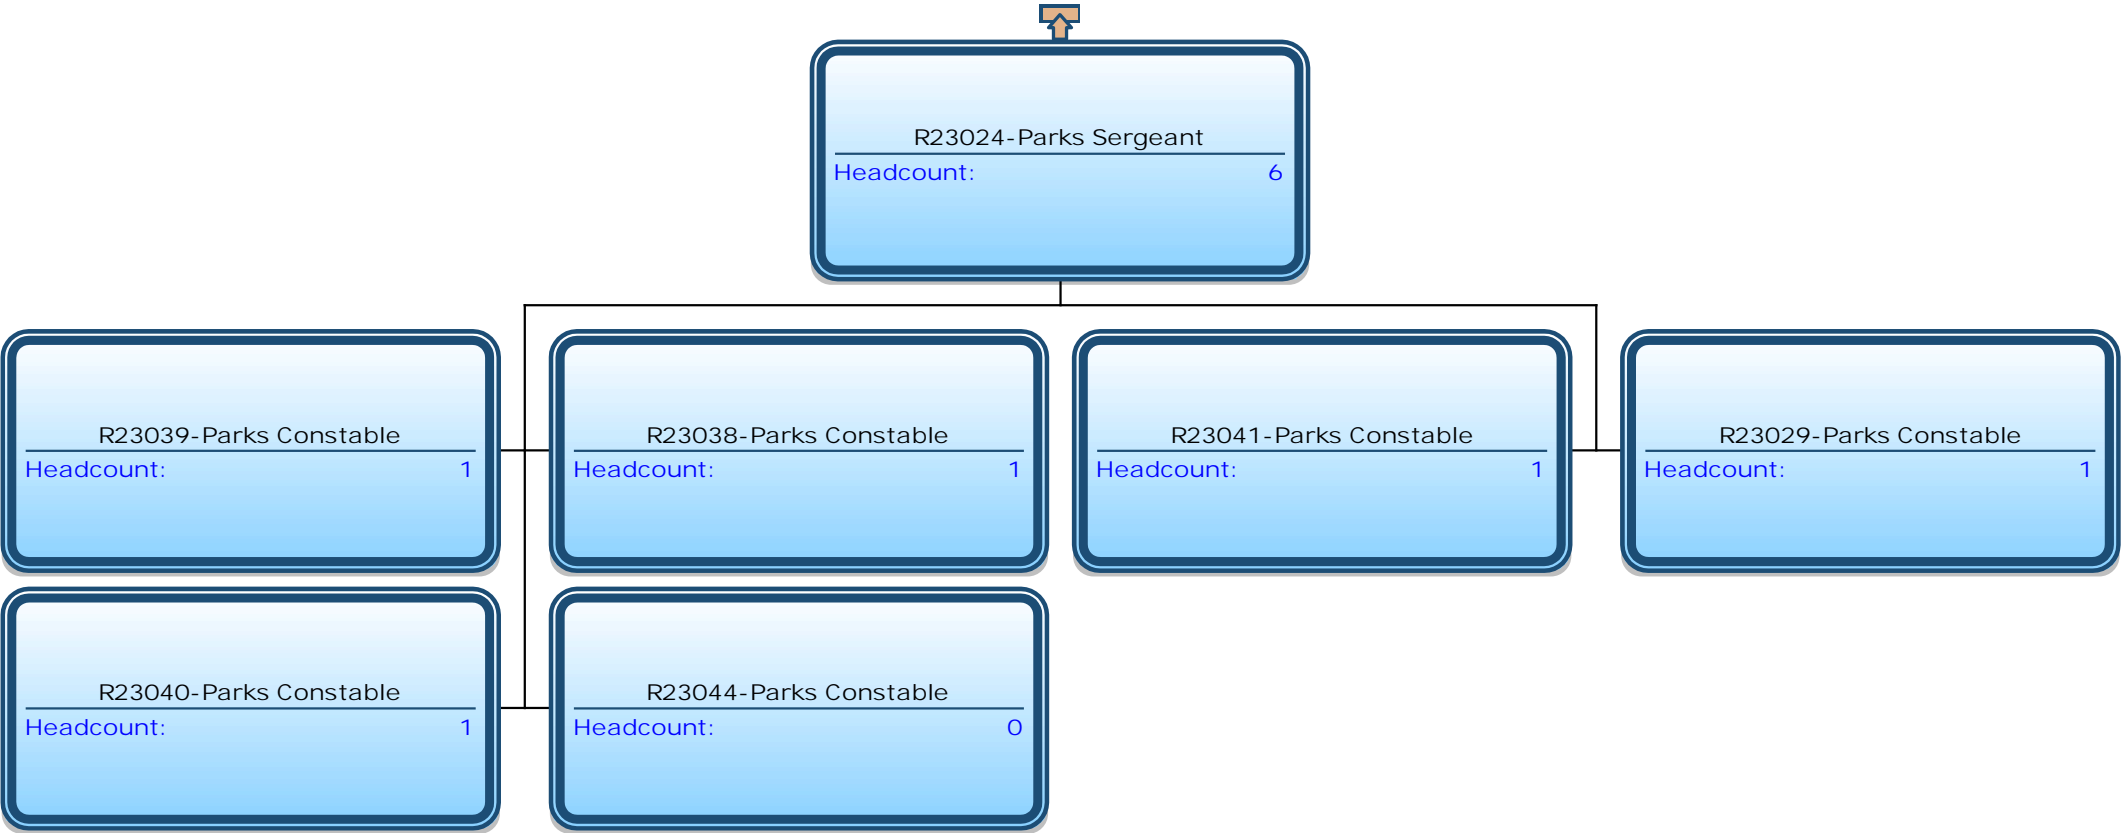 R23024-Parks Sergeant
Headcount: 6
R23039-Parks Constable
Headcount: 1
R23038-Parks Constable
Headcount: 1
R23041-Parks Constable
Headcount: 1
R23029-Parks Constable
Headcount: 1
R23040-Parks Constable
Headcount: 1
R23044-Parks Constable
Headcount: 0